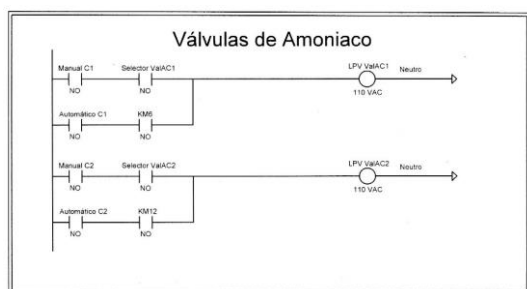 Válvulas de Amoniaco
Manual C1 Selector ValAC1 LPV ValAC1 Neutro
NO NO 110 VAC
Automático C1 KM6
NO NO
Manual C2 Selector ValAC2 LPV ValAC2 Neutro
NO NO 110 VAC
Automático C2 KM12
NO NO